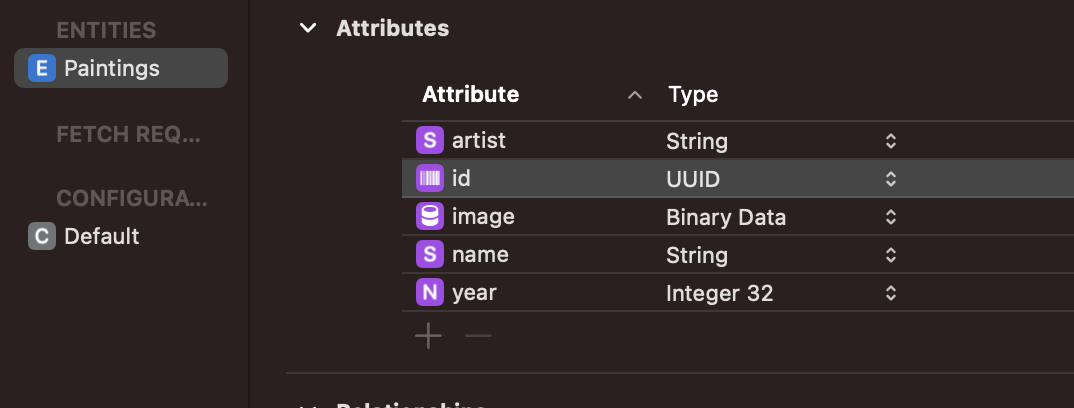 ENTITIES
E Paintings
FETCH REQ...
CONFIGURA...
C Default
Attributes
Attribute Type
S artist String
id UUID
image Binary Data
S name String
N year Integer 32
Relationships